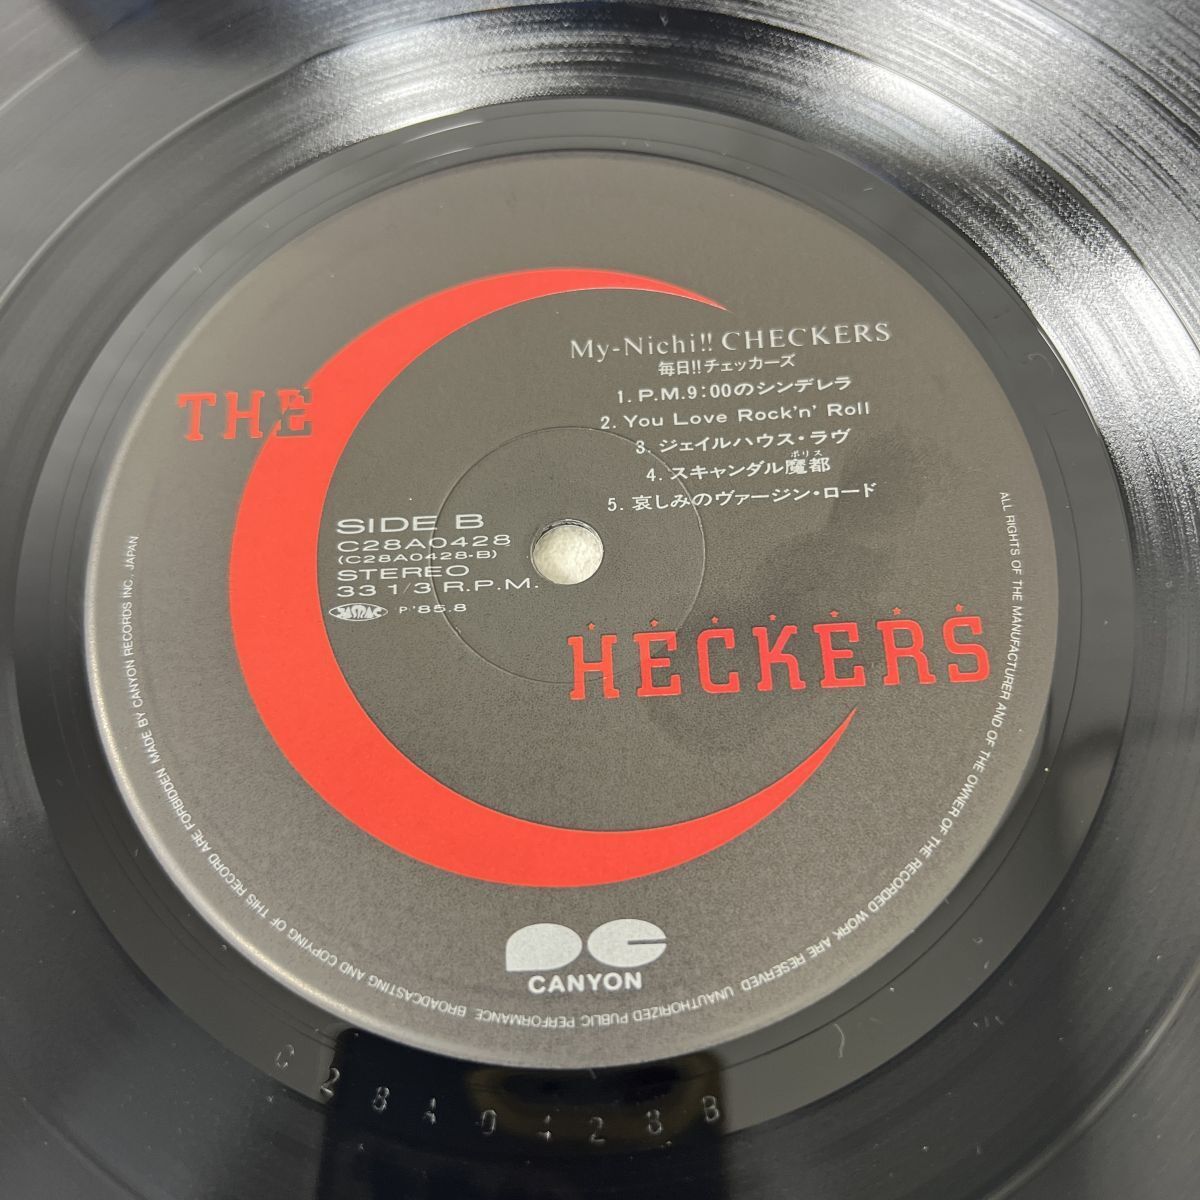 My-Nichi!! CHECKERS
毎日!!チェッカーズ
1. P.M.9:00のシンデレラ
2. You Love Rock'n' Roll
3. ジェイルハウス・ラヴ
ポリス
4. スキャンダル魔都
5. 哀しみのヴァージン・ロード
THE
CHECKERS
SIDE B
C28A0428
(C28A0428-B)
STEREO
33 1/3 R.P.M.
JASRAC P'85.8
CANYON
ALL RIGHTS OF THE MANUFACTURER AND OF THE OWNER OF THE RECORDED WORK ARE RESERVED UNAUTHORIZED PUBLIC PERFORMANCE BROADCASTING AND COPYING OF THIS RECORD ARE FORBIDDEN MADE BY CANYON RECORDS INC., JAPAN
C28A0428B